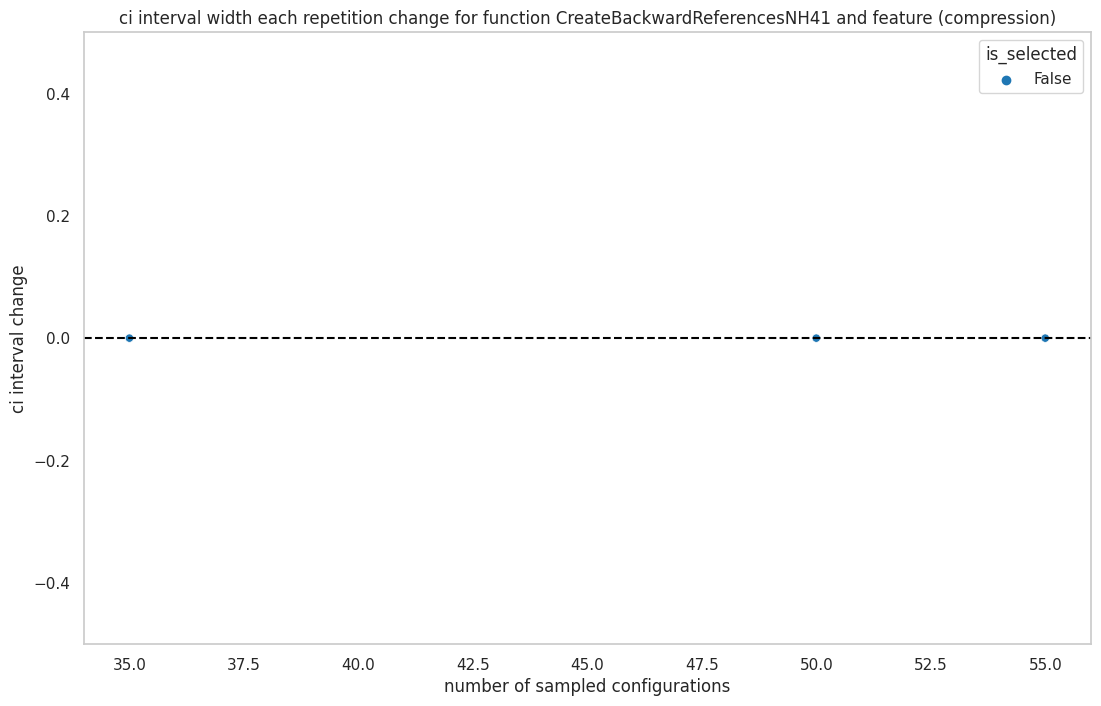 ci interval width each repetition change for function CreateBackwardReferencesNH41 and feature (compression)
is_selected
False
ci interval change
0.4
0.2
0.0
−0.2
−0.4
35.0 37.5 40.0 42.5 45.0 47.5 50.0 52.5 55.0
number of sampled configurations